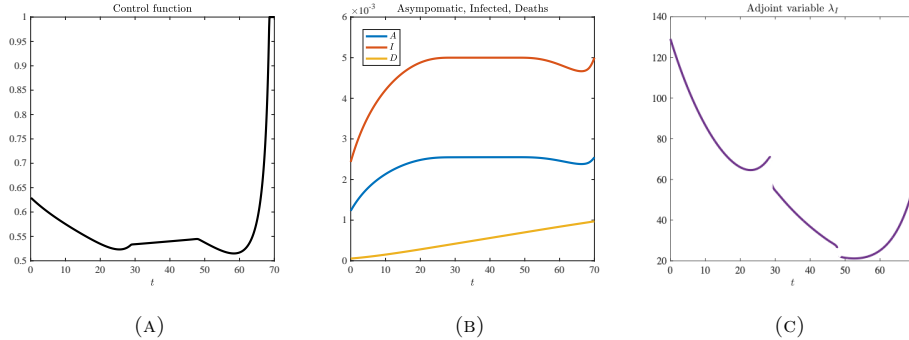 Control function
1
0.95
0.9
0.85
0.8
0.75
0.7
0.65
0.6
0.55
0.5
0 10 20 30 40 50 60 70
t
(A)
Asympomatic, Infected, Deaths
×10⁻³
6
5
4
3
2
1
0
A
I
D
0 10 20 30 40 50 60 70
t
(B)
Adjoint variable λ_I
140
120
100
80
60
40
20
0 10 20 30 40 50 60
t
(C)